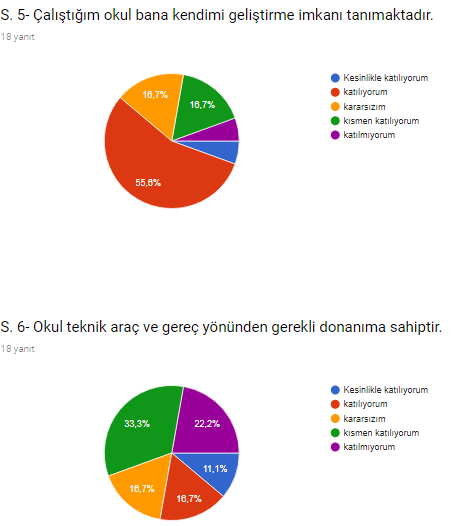 S. 5- Çalıştığım okul bana kendimi geliştirme imkanı tanımaktadır.
18 yanıt
16,7%
16,7%
55,6%
Kesinlikle katılıyorum
katılıyorum
kararsızım
kısmen katılıyorum
katılmıyorum
S. 6- Okul teknik araç ve gereç yönünden gerekli donanıma sahiptir.
18 yanıt
33,3%
22,2%
11,1%
16,7%
16,7%
Kesinlikle katılıyorum
katılıyorum
kararsızım
kısmen katılıyorum
katılmıyorum